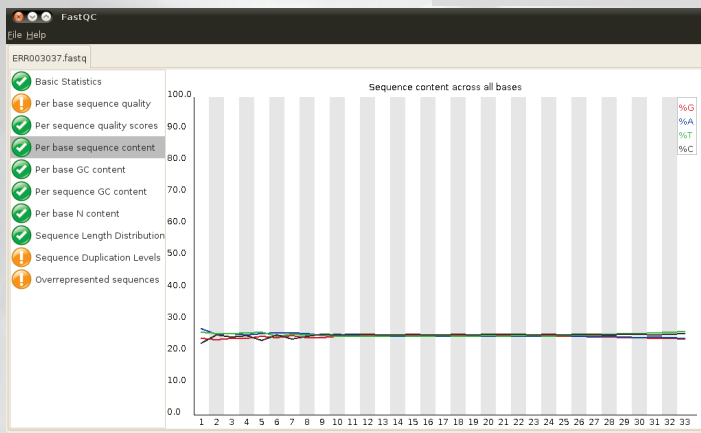 FastQC
File Help
ERR003037.fastq
Basic Statistics
Per base sequence quality
Per sequence quality scores
Per base sequence content
Per base GC content
Per sequence GC content
Per base N content
Sequence Length Distribution
Sequence Duplication Levels
Overrepresented sequences
Sequence content across all bases
100.0
90.0
80.0
70.0
60.0
50.0
40.0
30.0
20.0
10.0
0.0
%G
%A
%T
%C
1 2 3 4 5 6 7 8 9 10 11 12 13 14 15 16 17 18 19 20 21 22 23 24 25 26 27 28 29 30 31 32 33